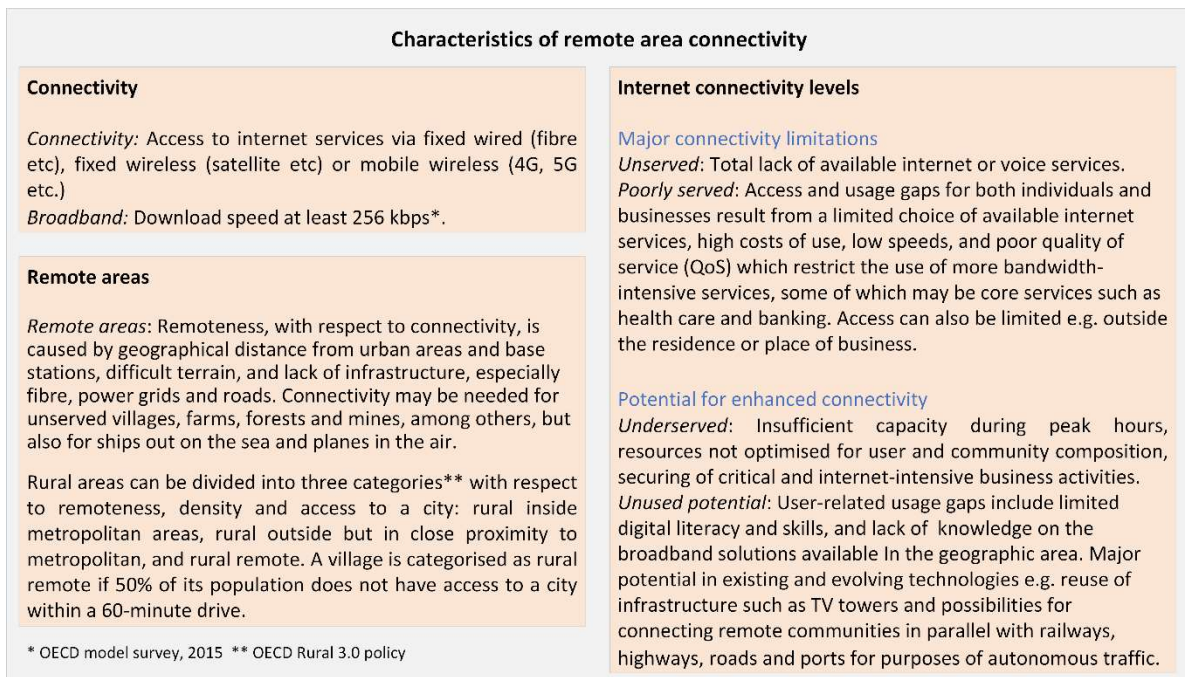 Characteristics of remote area connectivity
Connectivity
Connectivity: Access to internet services via fixed wired (fibre
etc), fixed wireless (satellite etc) or mobile wireless (4G, 5G
etc.)
Broadband: Download speed at least 256 kbps*.
Remote areas
Remote areas: Remoteness, with respect to connectivity, is
caused by geographical distance from urban areas and base
stations, difficult terrain, and lack of infrastructure, especially
fibre, power grids and roads. Connectivity may be needed for
unserved villages, farms, forests and mines, among others, but
also for ships out on the sea and planes in the air.
Rural areas can be divided into three categories** with respect
to remoteness, density and access to a city: rural inside
metropolitan areas, rural outside but in close proximity to
metropolitan, and rural remote. A village is categorised as rural
remote if 50% of its population does not have access to a city
within a 60-minute drive.
* OECD model survey, 2015 ** OECD Rural 3.0 policy
Internet connectivity levels
Major connectivity limitations
Unserved: Total lack of available internet or voice services.
Poorly served: Access and usage gaps for both individuals and
businesses result from a limited choice of available internet
services, high costs of use, low speeds, and poor quality of
service (QoS) which restrict the use of more bandwidth-
intensive services, some of which may be core services such as
health care and banking. Access can also be limited e.g. outside
the residence or place of business.
Potential for enhanced connectivity
Underserved: Insufficient capacity during peak hours,
resources not optimised for user and community composition,
securing of critical and internet-intensive business activities.
Unused potential: User-related usage gaps include limited
digital literacy and skills, and lack of knowledge on the
broadband solutions available In the geographic area. Major
potential in existing and evolving technologies e.g. reuse of
infrastructure such as TV towers and possibilities for
connecting remote communities in parallel with railways,
highways, roads and ports for purposes of autonomous traffic.